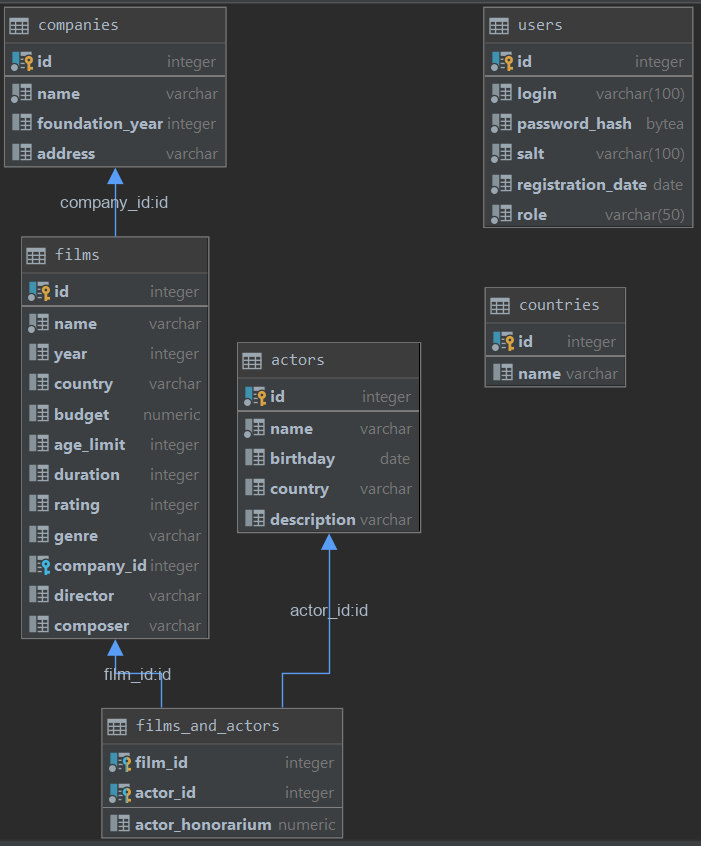 companies
id integer
name varchar
foundation_year integer
address varchar
company_id:id
films
id integer
name varchar
year integer
country varchar
budget numeric
age_limit integer
duration integer
rating integer
genre varchar
company_id integer
director varchar
composer varchar
film_id:id
actors
id integer
name varchar
birthday date
country varchar
description varchar
actor_id:id
films_and_actors
film_id integer
actor_id integer
actor_honorarium numeric
users
id integer
login varchar(100)
password_hash bytea
salt varchar(100)
registration_date date
role varchar(50)
countries
id integer
name varchar